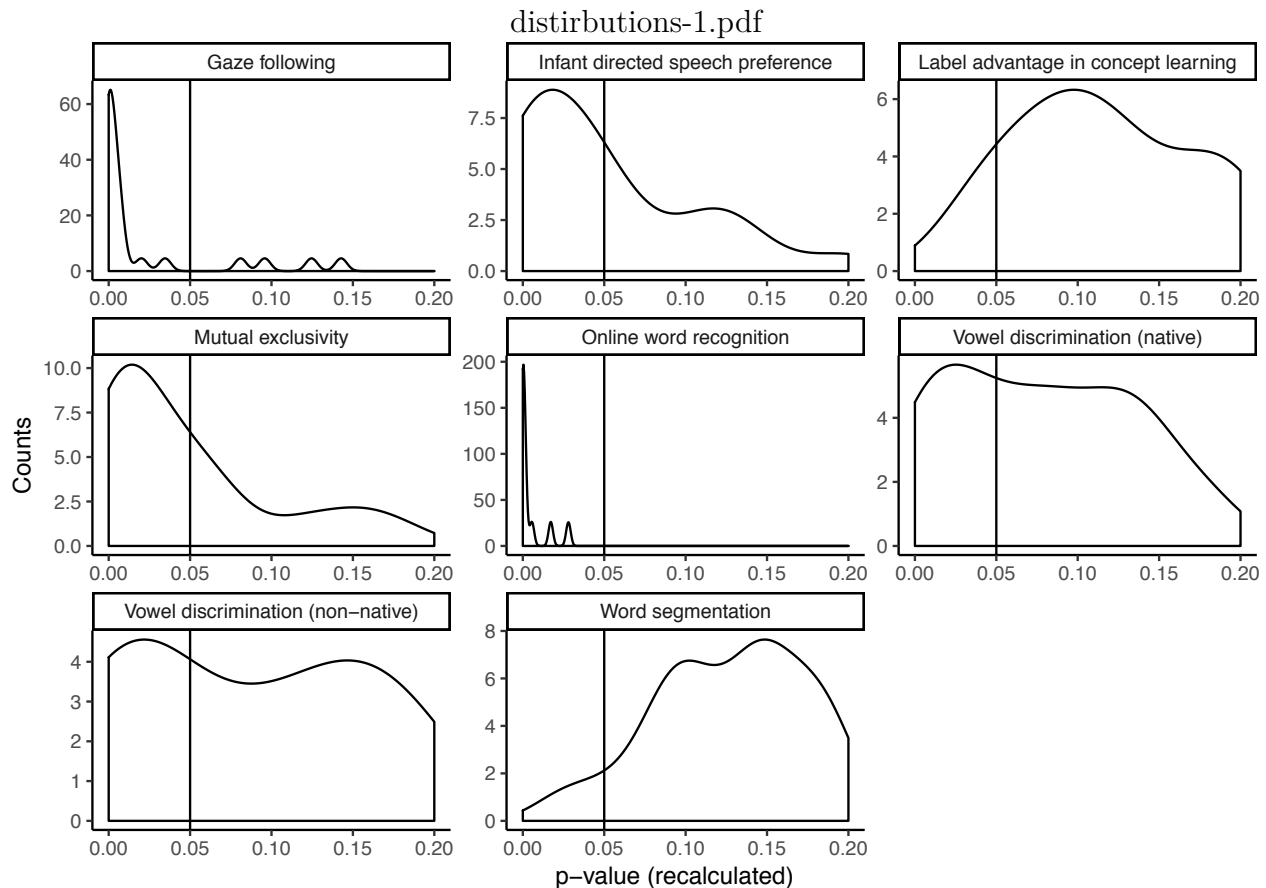 distirbutions-1.pdf
Gaze following
Infant directed speech preference
Label advantage in concept learning
60
40
20
0
0.00 0.05 0.10 0.15 0.20
7.5
5.0
2.5
0.0
0.00 0.05 0.10 0.15 0.20
6
4
2
0
0.00 0.05 0.10 0.15 0.20
Mutual exclusivity
Online word recognition
Vowel discrimination (native)
Counts
10.0
7.5
5.0
2.5
0.0
0.00 0.05 0.10 0.15 0.20
200
150
100
50
0
0.00 0.05 0.10 0.15 0.20
4
2
0
0.00 0.05 0.10 0.15 0.20
Vowel discrimination (non−native)
Word segmentation
4
3
2
1
0
0.00 0.05 0.10 0.15 0.20
8
6
4
2
0
0.00 0.05 0.10 0.15 0.20
p−value (recalculated)